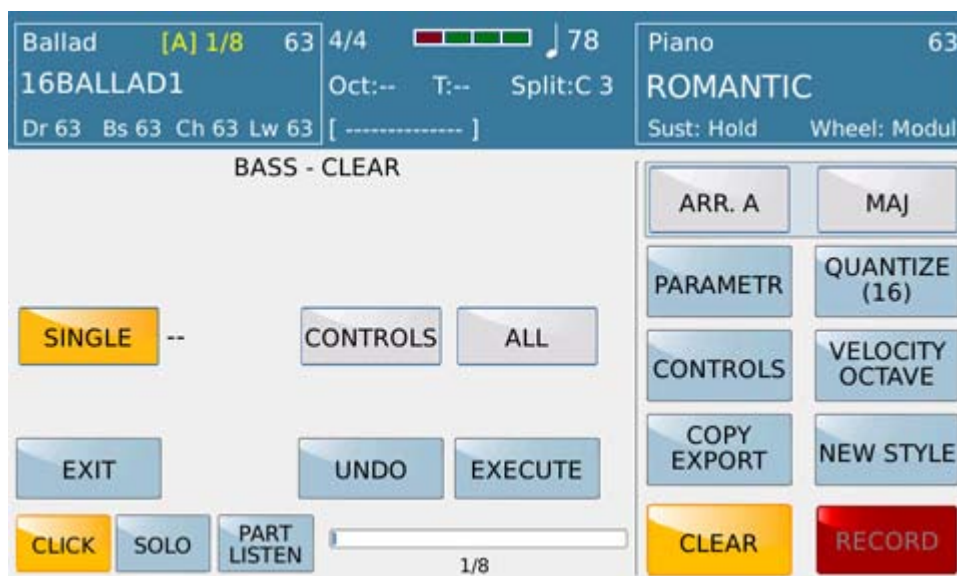 Ballad [A] 1/8 63
16BALLAD1
Dr 63 Bs 63 Ch 63 Lw 63
4/4 78
Oct:-- T:-- Split:C 3
[ -------------- ]
Piano 63
ROMANTIC
Sust: Hold Wheel: Modul
BASS - CLEAR
SINGLE --
CONTROLS
ALL
EXIT
UNDO
EXECUTE
CLICK
SOLO
PART
LISTEN
1/8
ARR. A
MAJ
PARAMETR
QUANTIZE
(16)
CONTROLS
VELOCITY
OCTAVE
COPY
EXPORT
NEW STYLE
CLEAR
RECORD